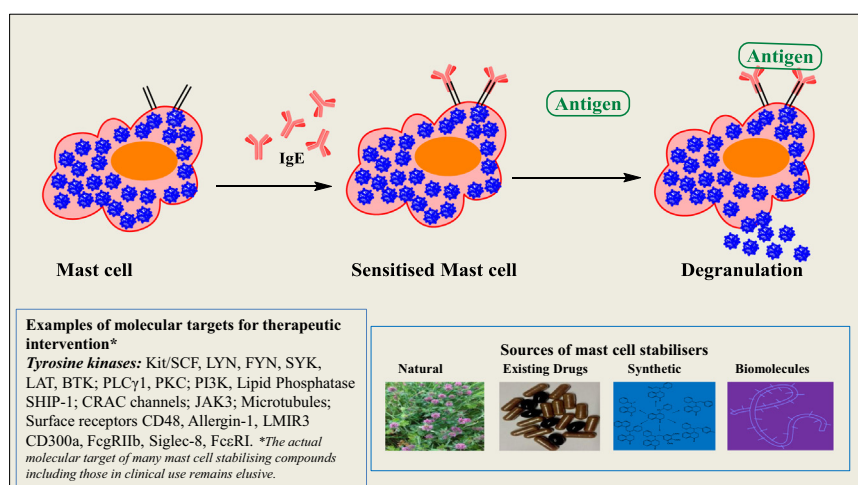 Antigen
Antigen
IgE
Mast cell
Sensitised Mast cell
Degranulation
Examples of molecular targets for therapeutic
intervention*
Tyrosine kinases: Kit/SCF, LYN, FYN, SYK,
LAT, BTK; PLCγ1, PKC; PI3K, Lipid Phosphatase
SHIP-1; CRAC channels; JAK3; Microtubules;
Surface receptors CD48, Allergin-1, LMIR3
CD300a, FcgRIIb, Siglec-8, FcεRI. *The actual
molecular target of many mast cell stabilising compounds
including those in clinical use remains elusive.
Sources of mast cell stabilisers
Natural
Existing Drugs
Synthetic
Biomolecules